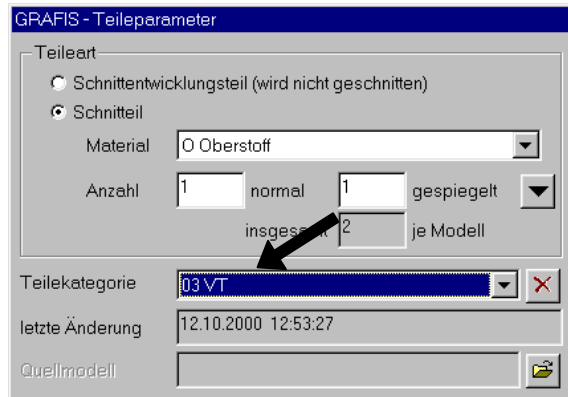 GRAFIS - Teileparameter
Teileart
Schnittentwicklungsteil (wird nicht geschnitten)
Schnitteil
Material O Oberstoff
Anzahl 1 normal 1 gespiegelt
insgesamt 2 je Modell
Teilekategorie 03 VT
letzte Änderung 12.10.2000 12:53:27
Quellmodell